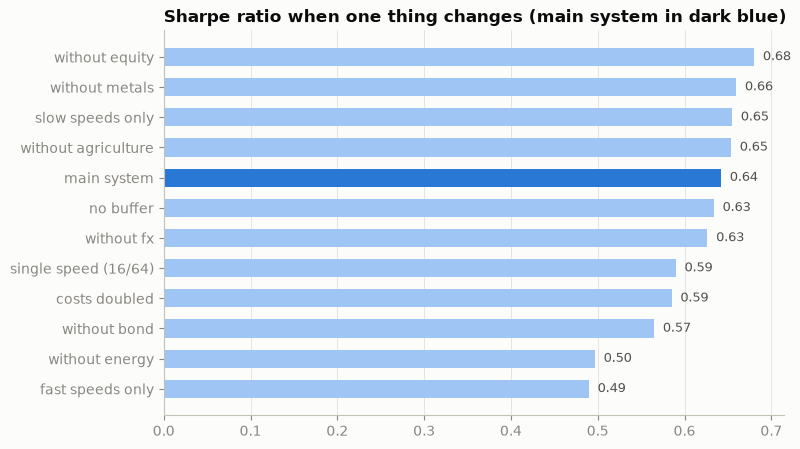 Sharpe ratio when one thing changes (main system in dark blue)
without equity 0.68
without metals 0.66
slow speeds only 0.65
without agriculture 0.65
main system 0.64
no buffer 0.63
without fx 0.63
single speed (16/64) 0.59
costs doubled 0.59
without bond 0.57
without energy 0.50
fast speeds only 0.49
0.0 0.1 0.2 0.3 0.4 0.5 0.6 0.7